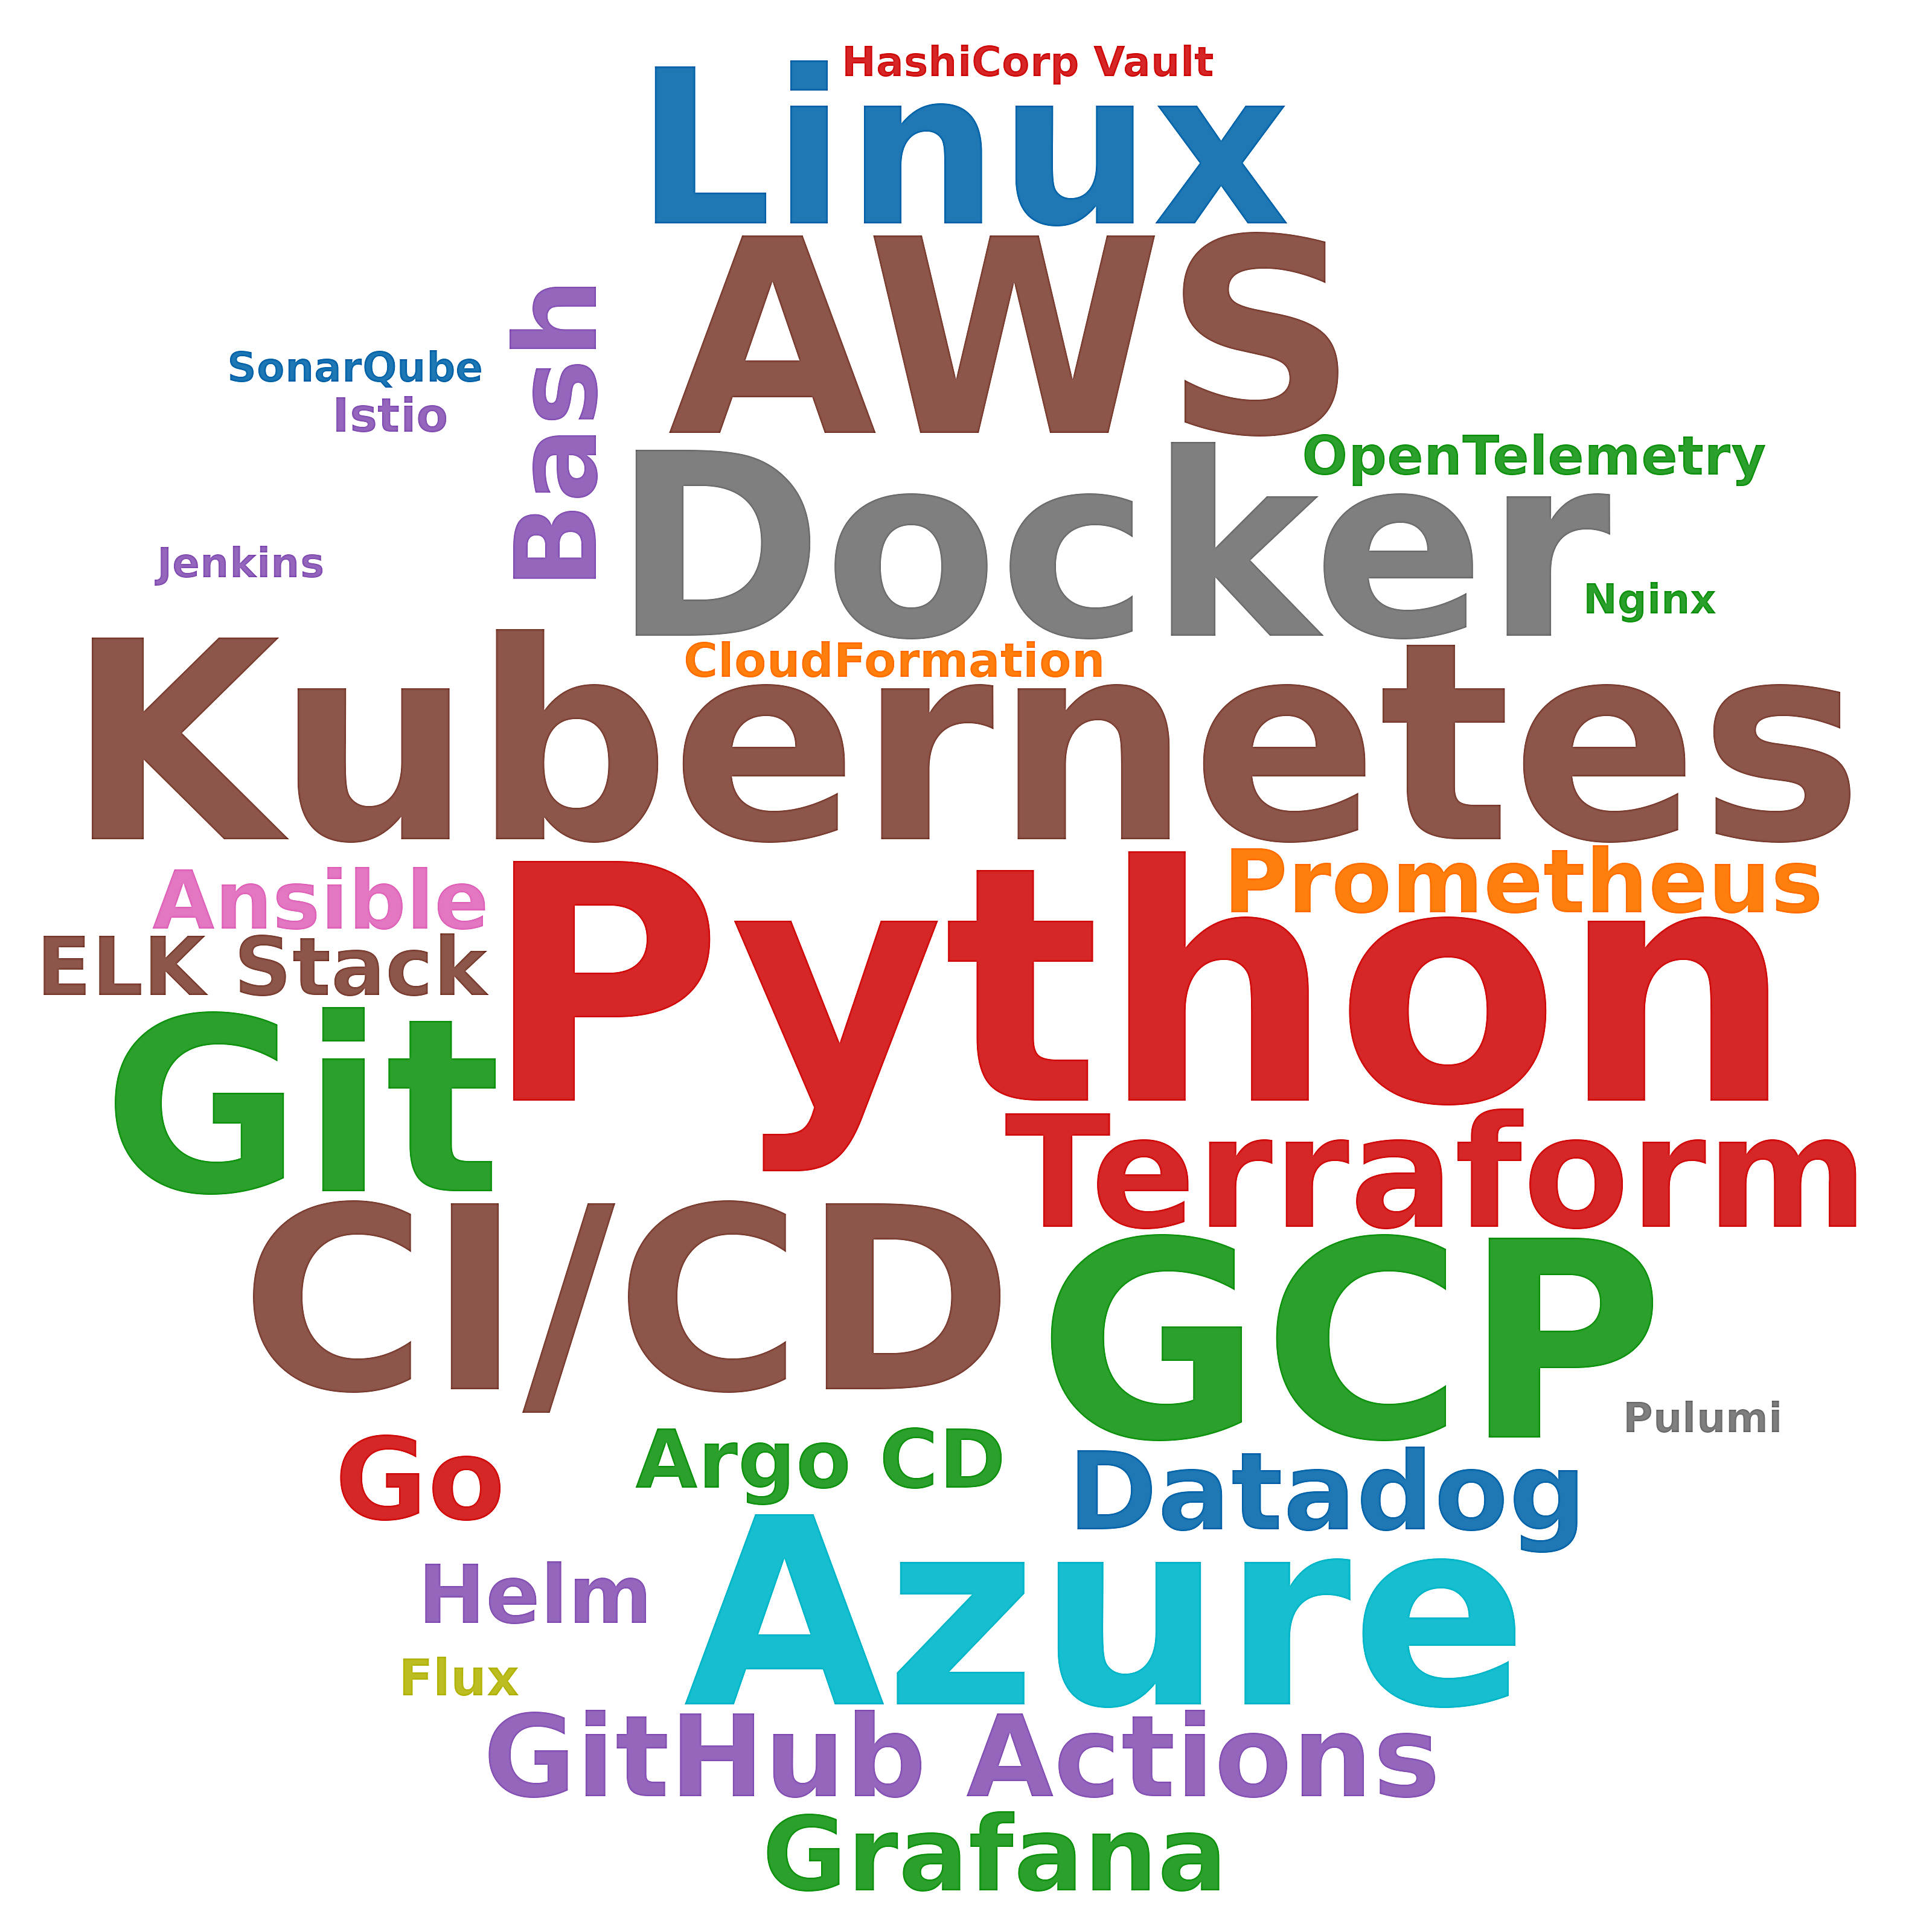 HashiCorp Vault
Linux
AWS
Bash
SonarQube
Istio
OpenTelemetry
Docker
Jenkins
Nginx
CloudFormation
Kubernetes
Ansible
Prometheus
ELK Stack
Python
Git
Terraform
CI/CD
GCP
Pulumi
Go
Argo CD
Datadog
Helm
Azure
Flux
GitHub Actions
Grafana